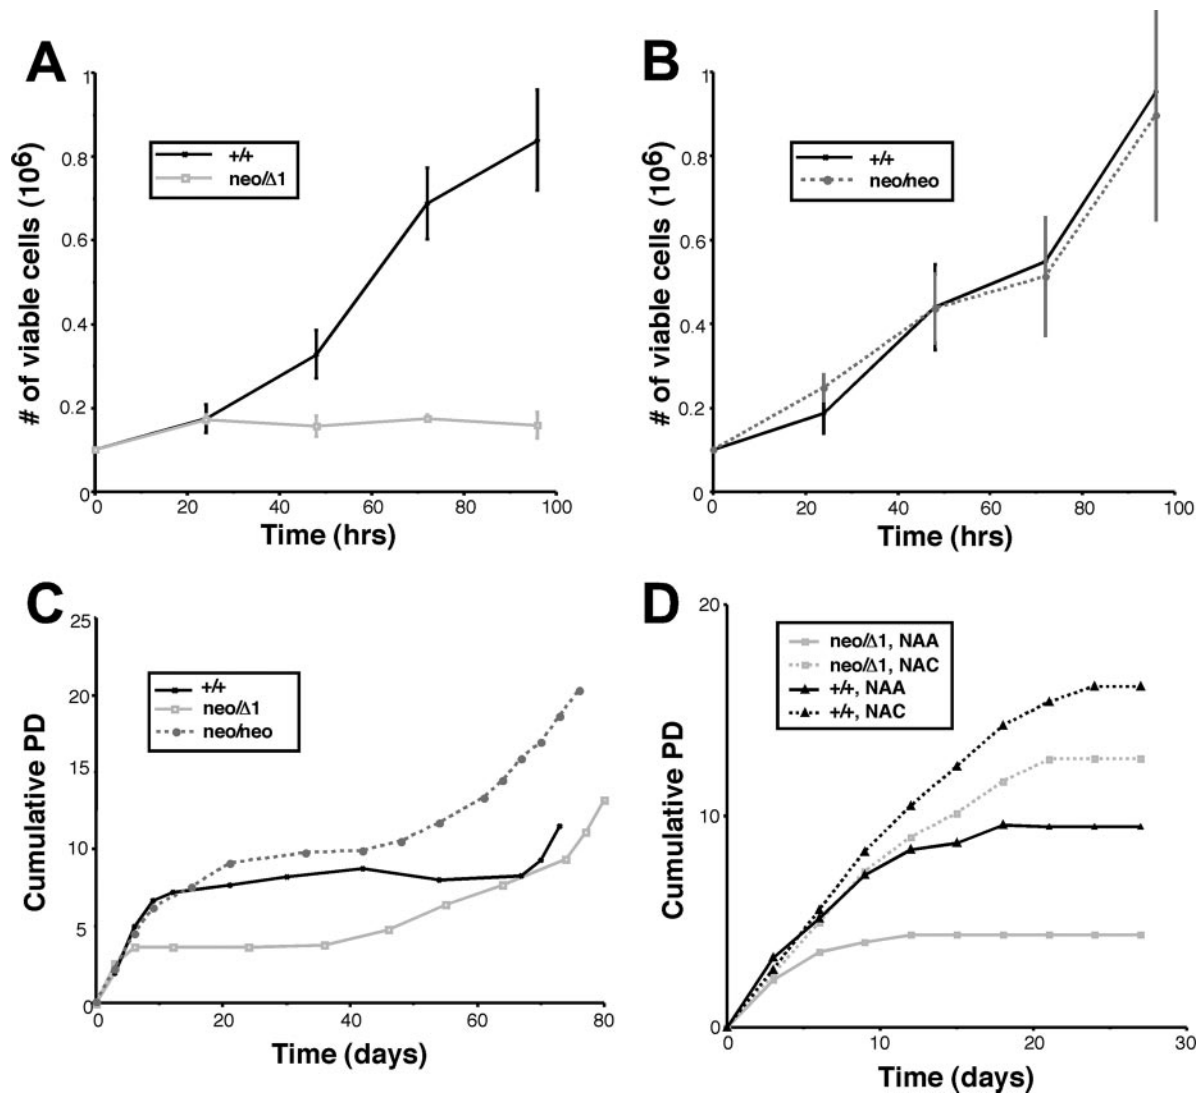 A
# of viable cells (10⁶)
1
0.8
0.6
0.4
0.2
0
+/+
neo/Δ1
0 20 40 60 80 100
Time (hrs)
B
# of viable cells (10⁶)
1
0.8
0.6
0.4
0.2
0
+/+
neo/neo
0 20 40 60 80 100
Time (hrs)
C
Cumulative PD
25
20
15
10
5
0
+/+
neo/Δ1
neo/neo
0 20 40 60 80
Time (days)
D
Cumulative PD
20
10
0
neo/Δ1, NAA
neo/Δ1, NAC
+/+, NAA
+/+, NAC
0 10 20 30
Time (days)